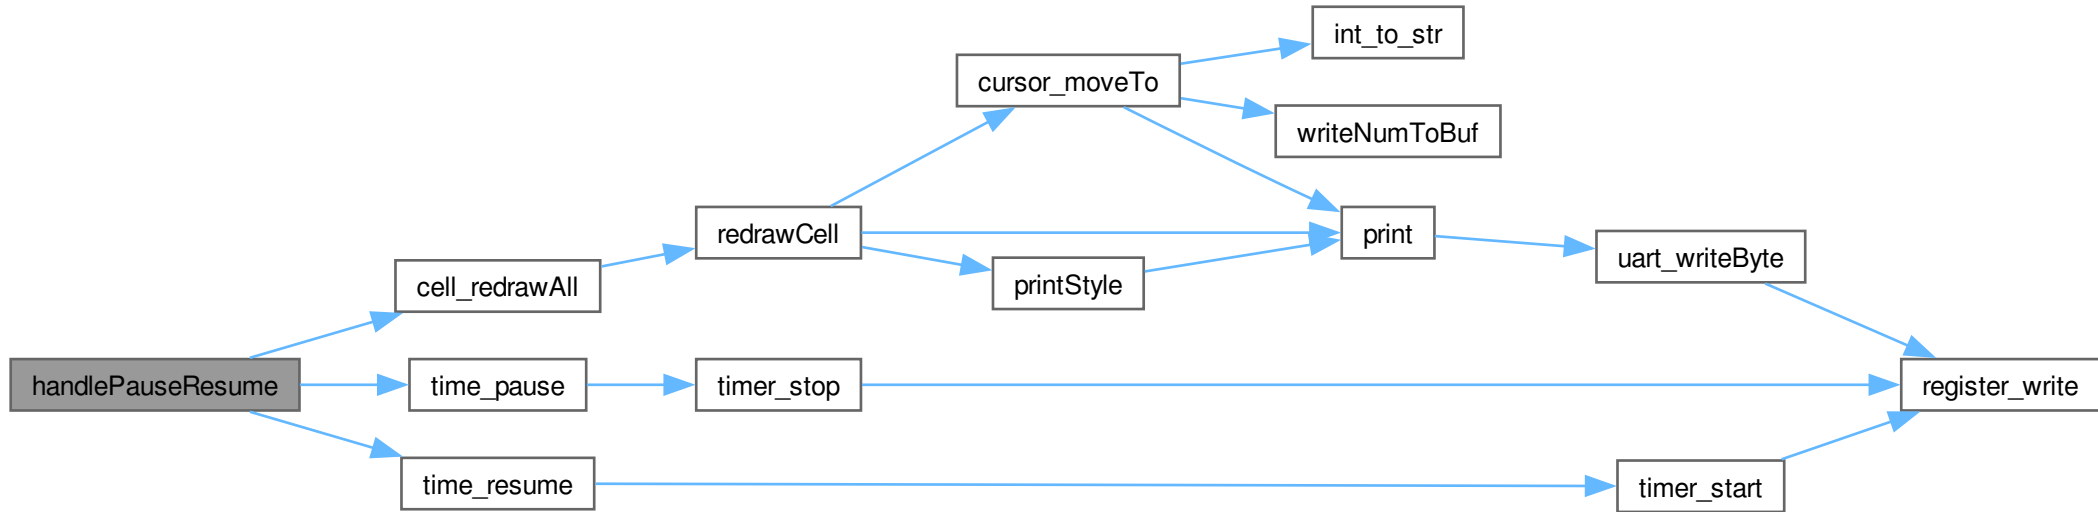 int_to_str
cursor_moveTo
writeNumToBuf
redrawCell
print
uart_writeByte
cell_redrawAll
printStyle
handlePauseResume
time_pause
timer_stop
register_write
time_resume
timer_start